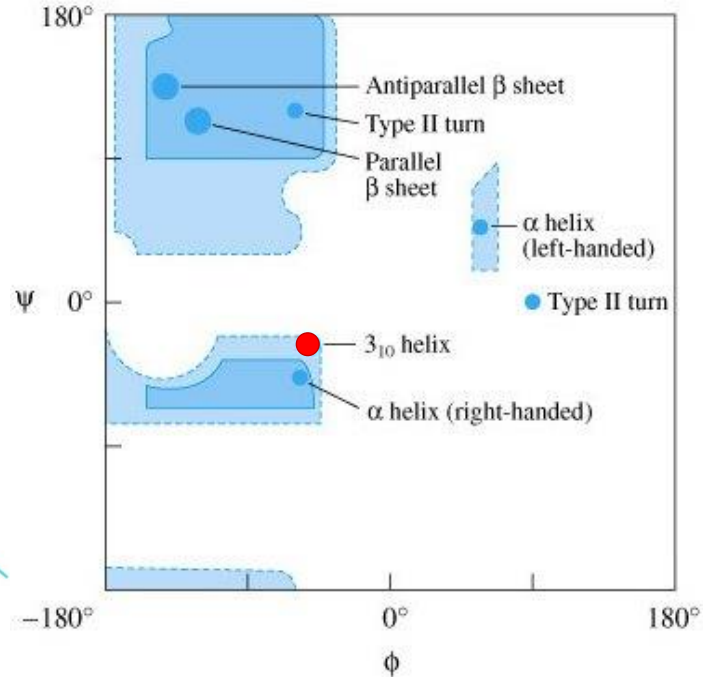 180°
Antiparallel β sheet
Type II turn
Parallel
β sheet
α helix
(left-handed)
ψ 0°
Type II turn
3₁₀ helix
α helix (right-handed)
−180°
0°
180°
ϕ